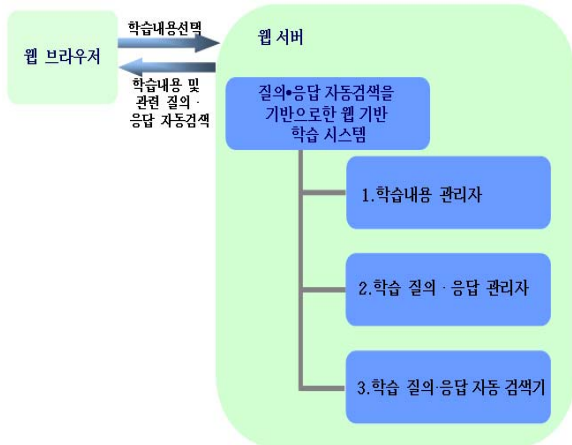 학습내용선택
웹 브라우저
웹 서버
학습내용 및
관련 질의 ·
응답 자동검색
질의•응답 자동검색을
기반으로한 웹 기반
학습 시스템
1.학습내용 관리자
2.학습 질의 · 응답 관리자
3.학습 질의·응답 자동 검색기